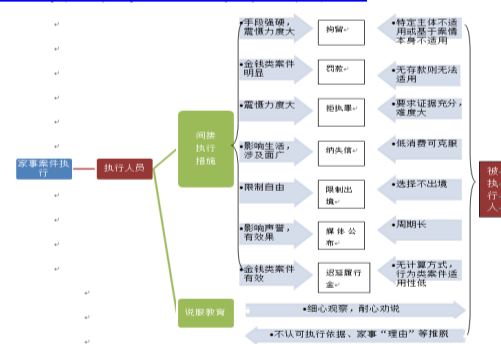 家事案件执
行
执行人员
间接
执行
措施
说服教育
•手段强硬，
震慑力度大
拘留
•特定主体不适
用或基于案情
本身不适用
•金钱类案件
明显
罚款
•无存款则无法
适用
•震慑力度大
拒执罪
•要求证据充分，
难度大
•影响生活，
涉及面广
纳失信
•低消费可克服
•限制自由
限制出
境
•选择不出境
•影响声誉，
有效果
媒体公
布
•周期长
•金钱类案件
有效
迟延履行
金
•无计算方式，
行为类案件适
用性低
•细心观察，耐心劝说
•不认可执行依据、家事“理由”等推脱
被
执
行
人